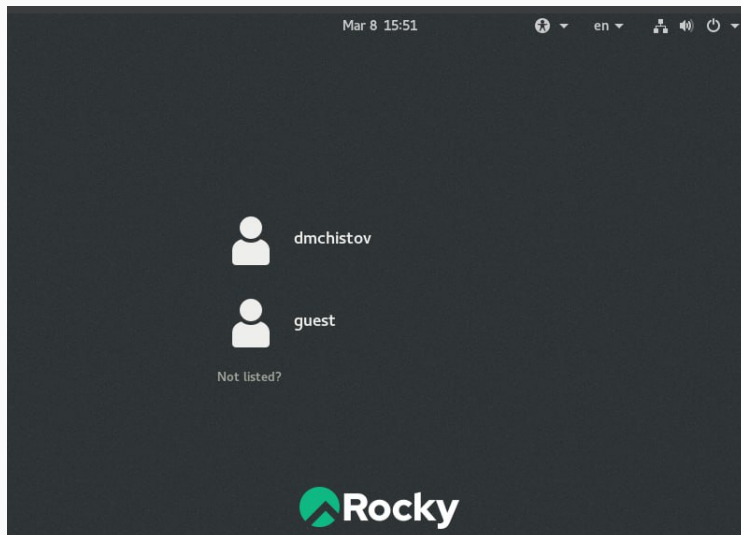 Mar 8 15:51
en
dmchistov
guest
Not listed?
Rocky